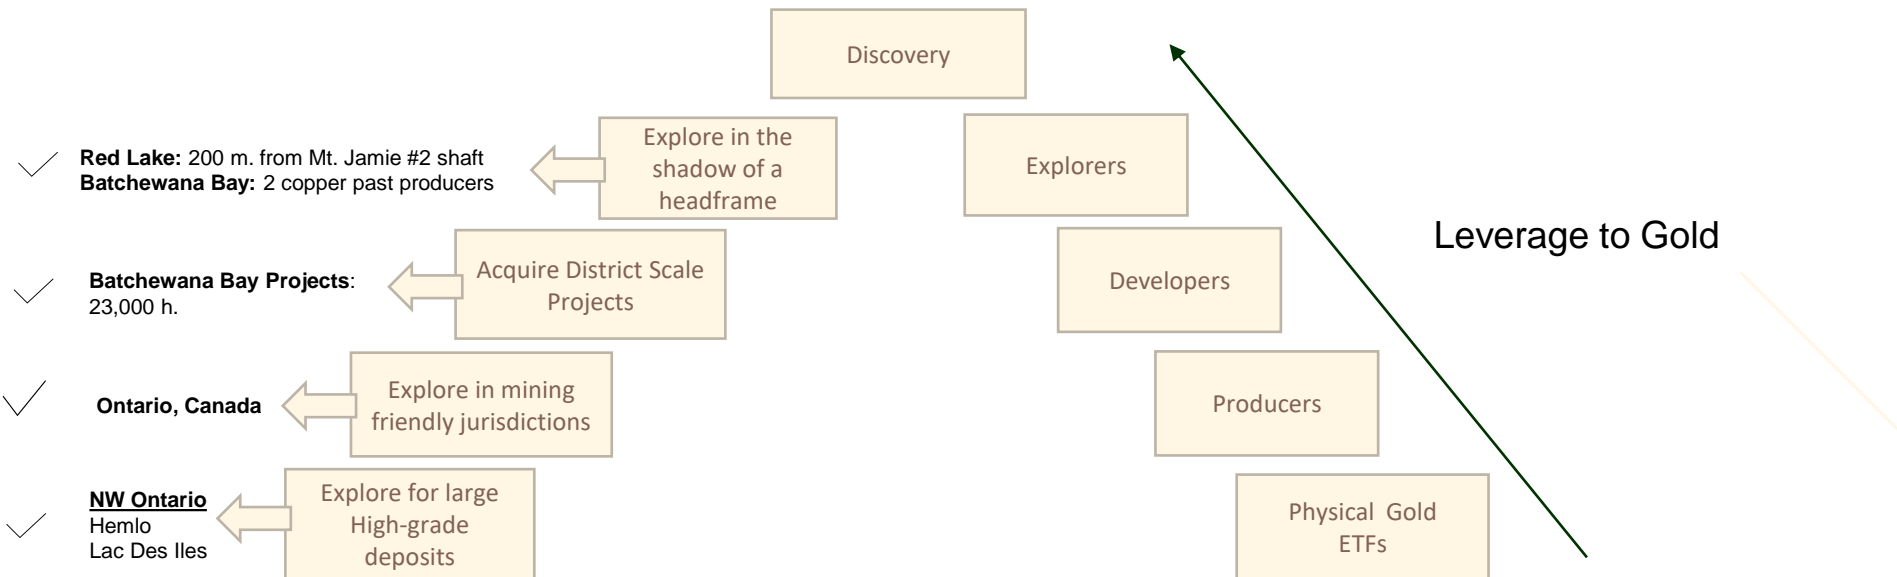 Discovery
Red Lake: 200 m. from Mt. Jamie #2 shaft
Batchewana Bay: 2 copper past producers
Explore in the
shadow of a
headframe
Explorers
Leverage to Gold
Batchewana Bay Projects:
23,000 h.
Acquire District Scale
Projects
Developers
Ontario, Canada
Explore in mining
friendly jurisdictions
Producers
NW Ontario
Hemlo
Lac Des Iles
Explore for large
High-grade
deposits
Physical Gold
ETFs